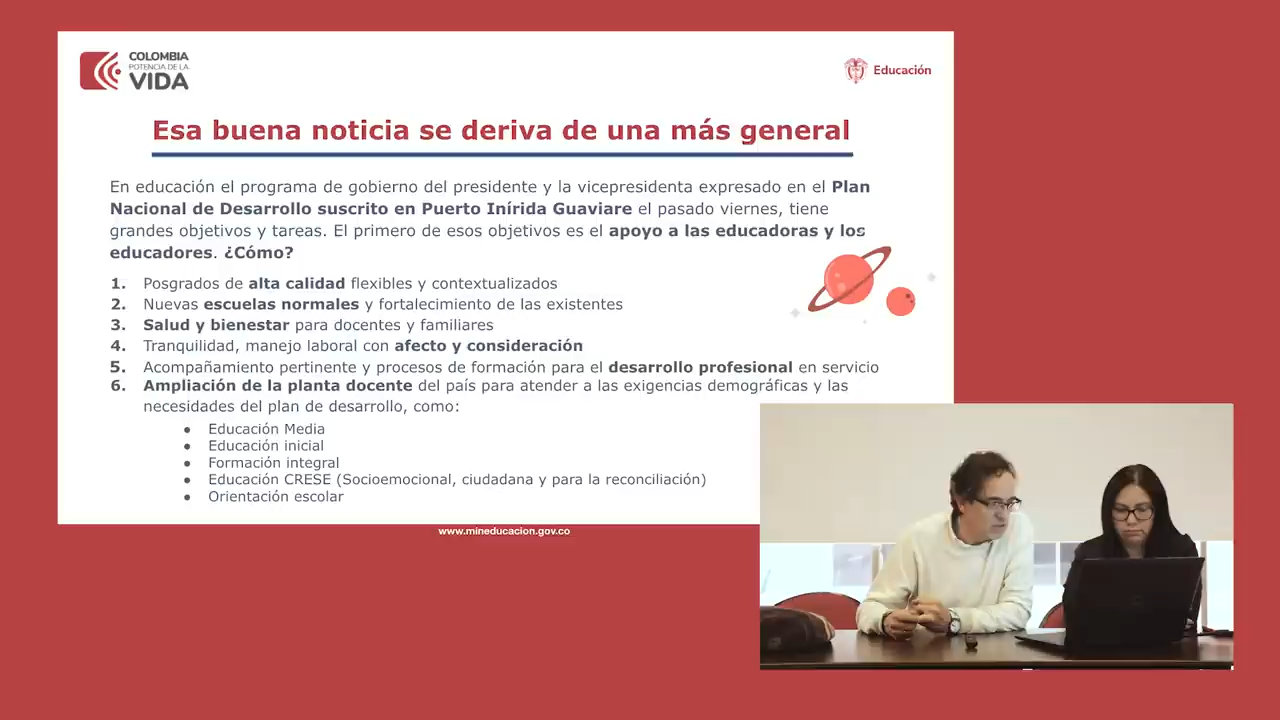 COLOMBIA
POTENCIA DE LA
VIDA
Educación
Esa buena noticia se deriva de una más general
En educación el programa de gobierno del presidente y la vicepresidenta expresado en el Plan
Nacional de Desarrollo suscrito en Puerto Inírida Guaviare el pasado viernes, tiene
grandes objetivos y tareas. El primero de esos objetivos es el apoyo a las educadoras y los
educadores. ¿Cómo?
1. Posgrados de alta calidad flexibles y contextualizados
2. Nuevas escuelas normales y fortalecimiento de las existentes
3. Salud y bienestar para docentes y familiares
4. Tranquilidad, manejo laboral con afecto y consideración
5. Acompañamiento pertinente y procesos de formación para el desarrollo profesional en servicio
6. Ampliación de la planta docente del país para atender a las exigencias demográficas y las
necesidades del plan de desarrollo, como:
● Educación Media
● Educación inicial
● Formación integral
● Educación CRESE (Socioemocional, ciudadana y para la reconciliación)
● Orientación escolar
www.mineducacion.gov.co